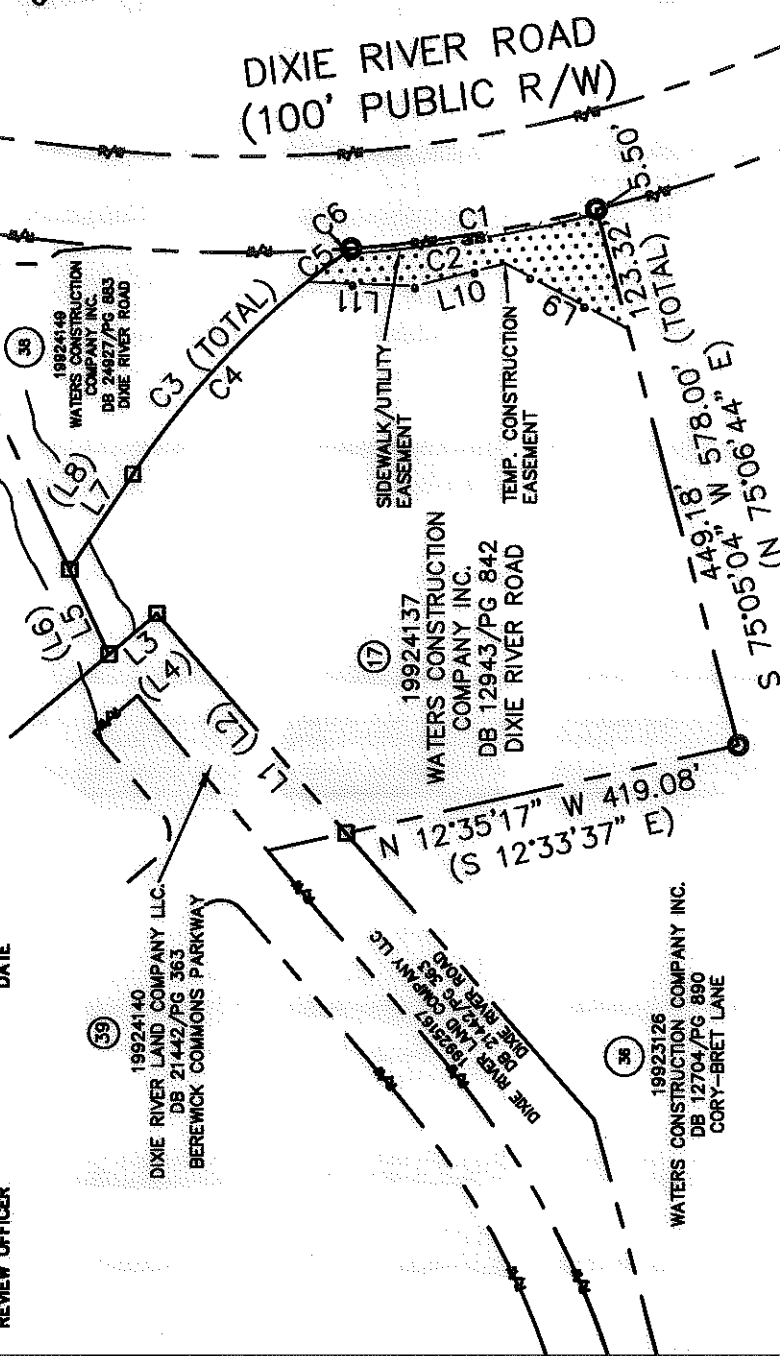 DIXIE RIVER ROAD
(100' PUBLIC R/W)
R/W
R/W
R/W
R/W
R/W
R/W
R/W
38
19924149
WATERS CONSTRUCTION
COMPANY INC.
DB 24927/PG 883
DIXIE RIVER ROAD
C3 (TOTAL)
C4
C5
C6
C1
C2
L11
L10
L9
5.50'
123.32
(TOTAL)
SIDEWALK/UTILITY
EASEMENT
TEMP. CONSTRUCTION
EASEMENT
(L8)
L7
(L6)
L5
L3
(L4)
(L2)
L1
17
19924137
WATERS CONSTRUCTION
COMPANY INC.
DB 12943/PG 842
DIXIE RIVER ROAD
449.18'
S 75°05'04" W 578.00'
(N 75°06'44" E)
N 12°35'17" W 419.08'
(S 12°33'37" E)
39
19924140
DIXIE RIVER LAND COMPANY LLC.
DB 21442/PG 363
BEREWICK COMMONS PARKWAY
DIXIE RIVER LAND COMPANY LLC
19925167
DB 21442/PG 363
DIXIE RIVER ROAD
36
19923126
WATERS CONSTRUCTION COMPANY INC.
DB 12704/PG 890
CORY-BRET LANE
REVIEW OFFICER
DATE